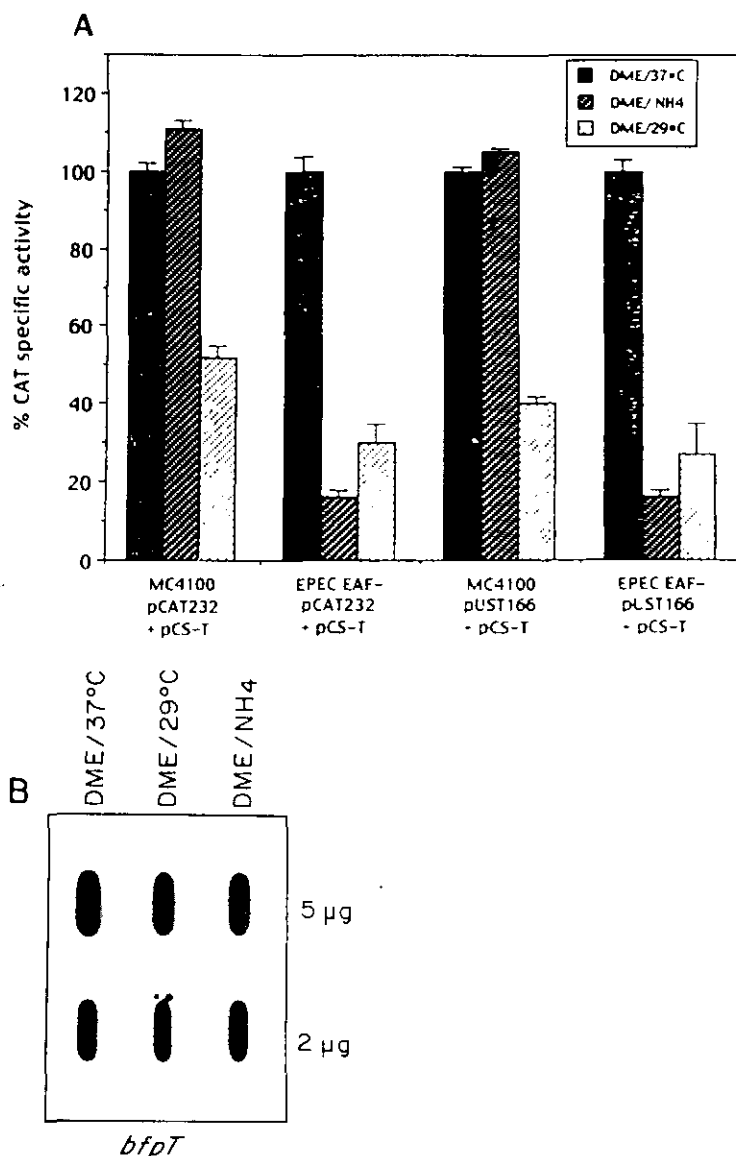 A
DME/37•C
DME/NH4
DME/29•C
120
100
80
60
40
20
0
% CAT specific activity
MC4100
pCAT232
+ pCS-T
EPEC EAF-
pCAT232
+ pCS-T
MC4100
pUST166
- pCS-T
EPEC EAF-
pUST166
- pCS-T
B
DME/37°C
DME/29°C
DME/NH4
5 µg
2 µg
bfpT